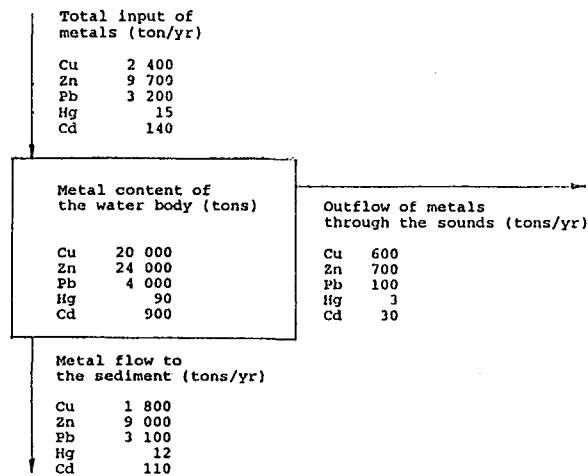 Total input of
metals (ton/yr)
Cu 2 400
Zn 9 700
Pb 3 200
Hg 15
Cd 140
Metal content of
the water body (tons)
Cu 20 000
Zn 24 000
Pb 4 000
Hg 90
Cd 900
Outflow of metals
through the sounds (tons/yr)
Cu 600
Zn 700
Pb 100
Hg 3
Cd 30
Metal flow to
the sediment (tons/yr)
Cu 1 800
Zn 9 000
Pb 3 100
Hg 12
Cd 110